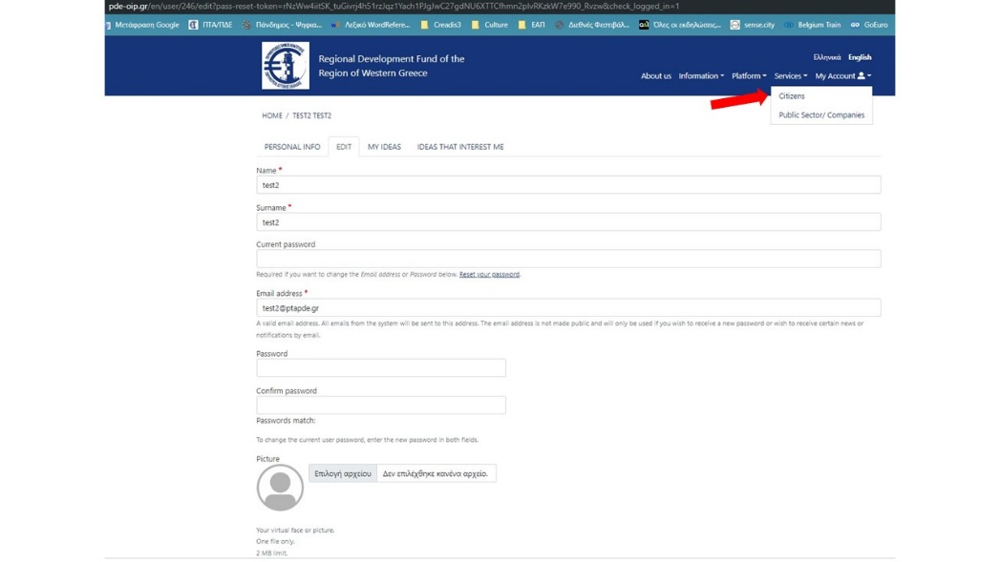 pde-oip.gr/en/user/246/edit?pass-reset-token=rNzWw4iitSK_tuGivrj4h51rzJqz1Yach1PJgJwC27gdNU6XTTCfhmn2plvRKzkW7e990_Rvzw&check_logged_in=1
Μετάφραση Google ΠΤΑ/ΠΔΕ Πάνδημος - Ψηφια... Λεξικό WordRefere... Creadis3 Culture ΕΑΠ Διεθνές Φεστιβάλ... Όλες οι εκδηλώσεις... sense.city Belgium Train GoEuro
Regional Development Fund of the
Region of Western Greece
Ελληνικά English
About us Information Platform Services My Account
Citizens
Public Sector/ Companies
HOME / TEST2 TEST2
PERSONAL INFO EDIT MY IDEAS IDEAS THAT INTEREST ME
Name *
test2
Surname *
test2
Current password
Required if you want to change the Email address or Password below. Reset your password.
Email address *
test2@ptapde.gr
A valid email address. All emails from the system will be sent to this address. The email address is not made public and will only be used if you wish to receive a new password or wish to receive certain news or
notifications by email.
Password
Confirm password
Passwords match:
To change the current user password, enter the new password in both fields.
Picture
Επιλογή αρχείου Δεν επιλέχθηκε κανένα αρχείο.
Your virtual face or picture.
One file only.
2 MB limit.